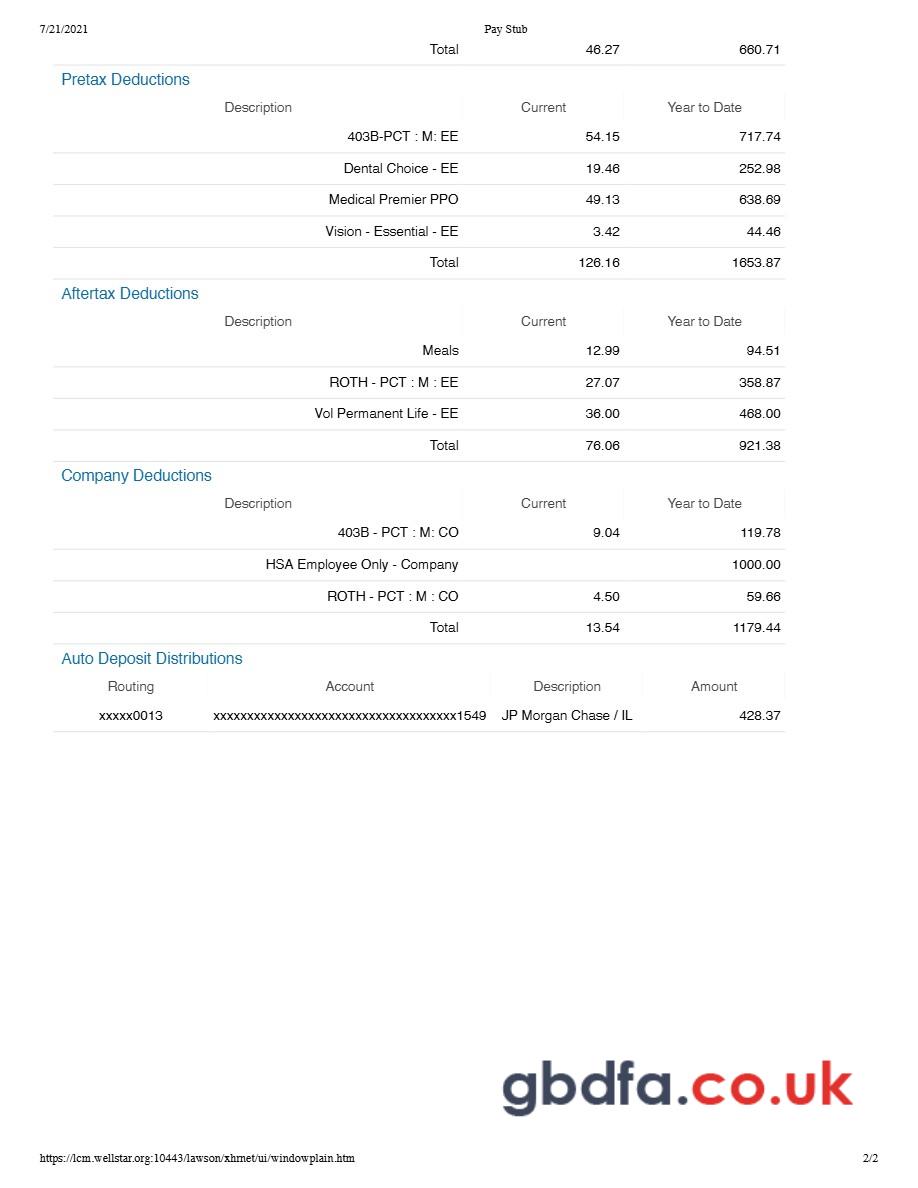 7/21/2021 Pay Stub
Total 46.27 660.71
Pretax Deductions
Description Current Year to Date
403B-PCT : M: EE 54.15 717.74
Dental Choice - EE 19.46 252.98
Medical Premier PPO 49.13 638.69
Vision - Essential - EE 3.42 44.46
Total 126.16 1653.87
Aftertax Deductions
Description Current Year to Date
Meals 12.99 94.51
ROTH - PCT : M : EE 27.07 358.87
Vol Permanent Life - EE 36.00 468.00
Total 76.06 921.38
Company Deductions
Description Current Year to Date
403B - PCT : M: CO 9.04 119.78
HSA Employee Only - Company 1000.00
ROTH - PCT : M : CO 4.50 59.66
Total 13.54 1179.44
Auto Deposit Distributions
Routing Account Description Amount
xxxxx0013 xxxxxxxxxxxxxxxxxxxxxxxxxxxxxxxxxxxx1549 JP Morgan Chase / IL 428.37
gbdfa.co.uk
https://lcm.wellstar.org:10443/lawson/xhrnet/ui/windowplain.htm 2/2